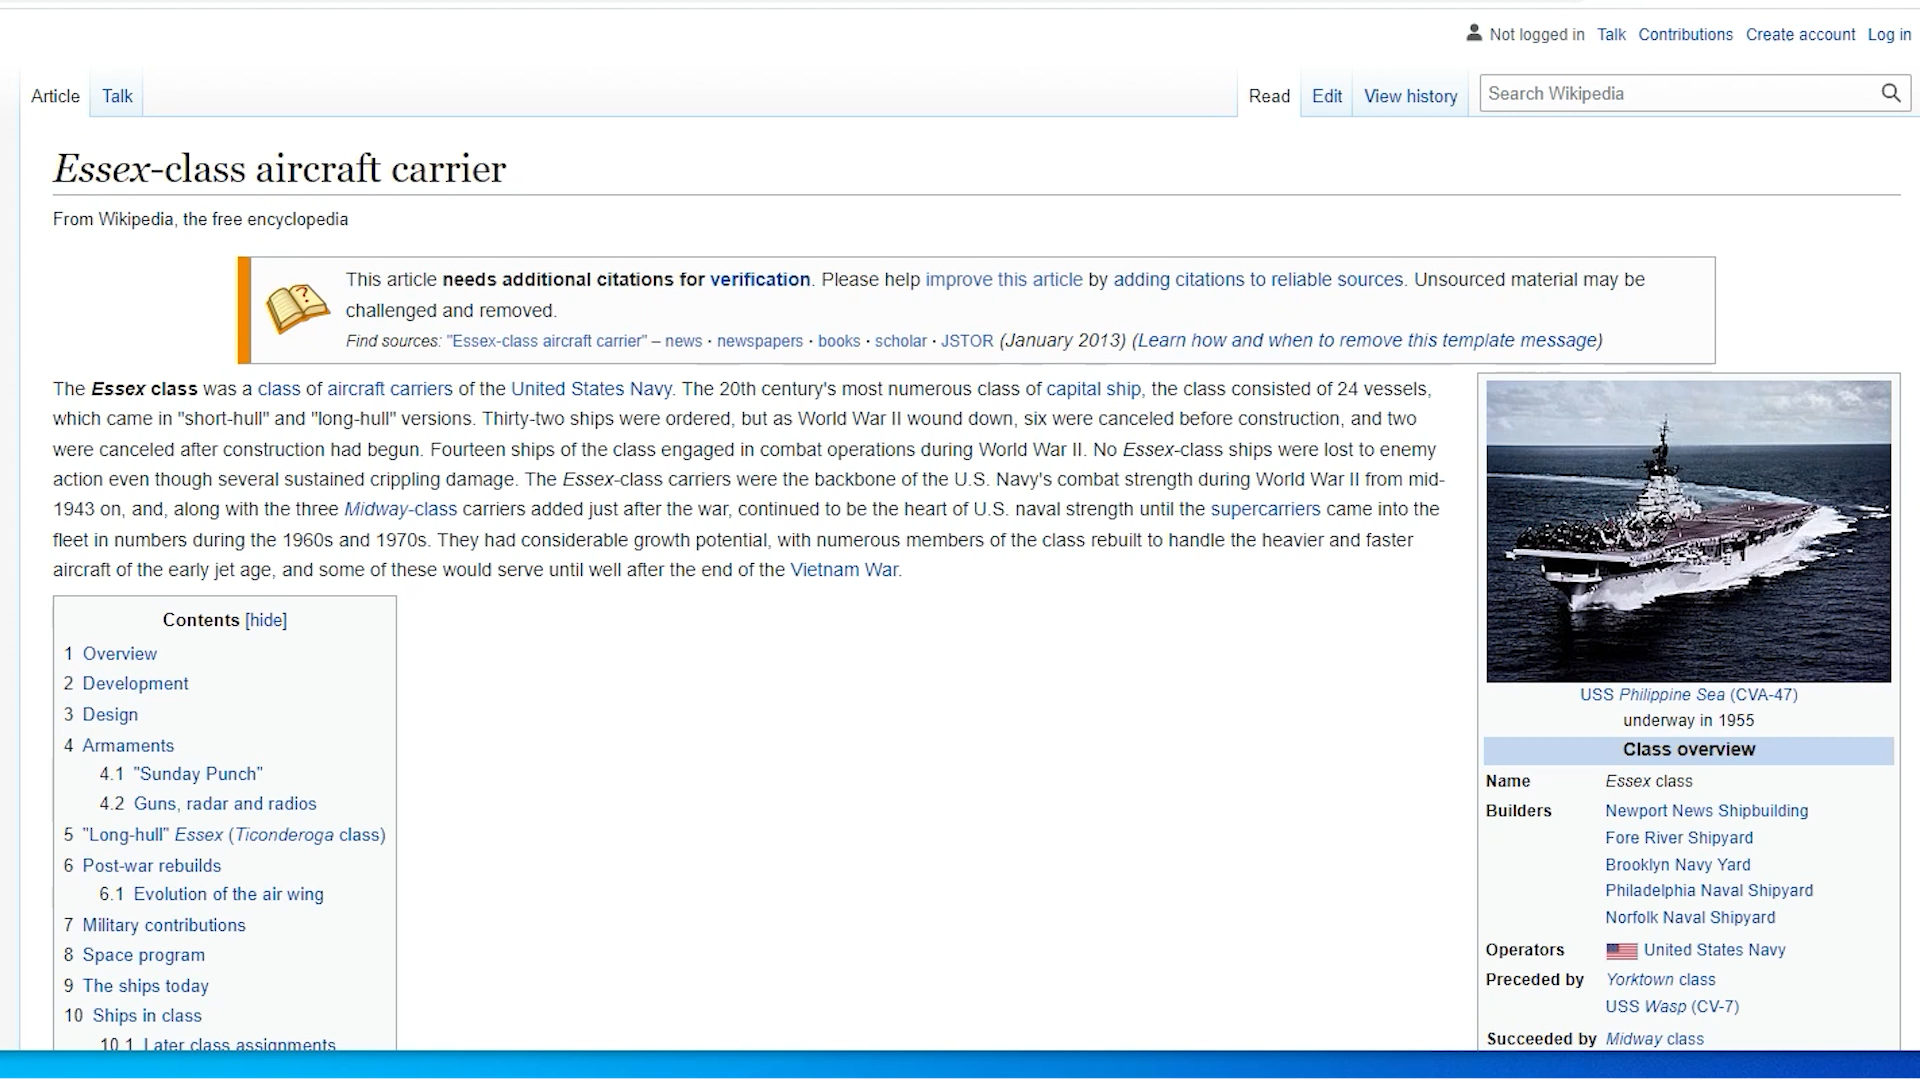 Not logged in Talk Contributions Create account Log in
Article Talk Read Edit View history Search Wikipedia
Essex-class aircraft carrier
From Wikipedia, the free encyclopedia
This article needs additional citations for verification. Please help improve this article by adding citations to reliable sources. Unsourced material may be
challenged and removed.
Find sources: "Essex-class aircraft carrier" – news · newspapers · books · scholar · JSTOR (January 2013) (Learn how and when to remove this template message)
The Essex class was a class of aircraft carriers of the United States Navy. The 20th century's most numerous class of capital ship, the class consisted of 24 vessels,
which came in "short-hull" and "long-hull" versions. Thirty-two ships were ordered, but as World War II wound down, six were canceled before construction, and two
were canceled after construction had begun. Fourteen ships of the class engaged in combat operations during World War II. No Essex-class ships were lost to enemy
action even though several sustained crippling damage. The Essex-class carriers were the backbone of the U.S. Navy's combat strength during World War II from mid-
1943 on, and, along with the three Midway-class carriers added just after the war, continued to be the heart of U.S. naval strength until the supercarriers came into the
fleet in numbers during the 1960s and 1970s. They had considerable growth potential, with numerous members of the class rebuilt to handle the heavier and faster
aircraft of the early jet age, and some of these would serve until well after the end of the Vietnam War.
Contents [hide]
1 Overview
2 Development
3 Design
4 Armaments
4.1 "Sunday Punch"
4.2 Guns, radar and radios
5 "Long-hull" Essex (Ticonderoga class)
6 Post-war rebuilds
6.1 Evolution of the air wing
7 Military contributions
8 Space program
9 The ships today
10 Ships in class
10.1 Later class assignments
USS Philippine Sea (CVA-47)
underway in 1955
Class overview
Name Essex class
Builders Newport News Shipbuilding
Fore River Shipyard
Brooklyn Navy Yard
Philadelphia Naval Shipyard
Norfolk Naval Shipyard
Operators United States Navy
Preceded by Yorktown class
USS Wasp (CV-7)
Succeeded by Midway class